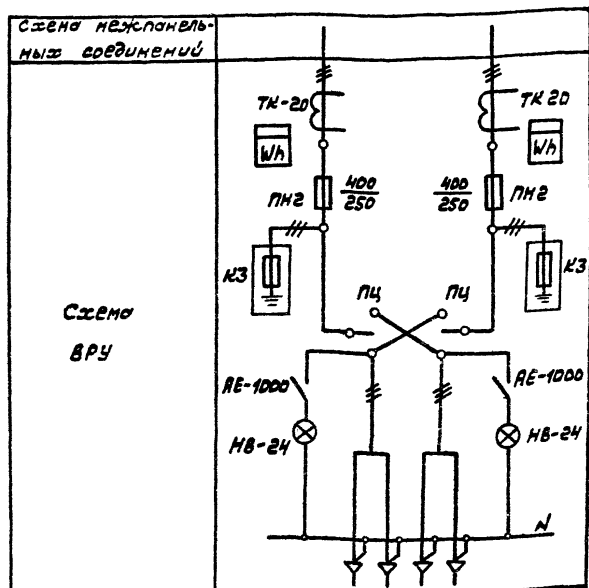 Схема межпанель-
ных соединений
ТК-20
ТК 20
Wh
Wh
400
250
ПН2
400
250
ПН2
КЗ
КЗ
Схема
ВРУ
ПЦ
ПЦ
АЕ-1000
АЕ-1000
НВ-24
НВ-24
N